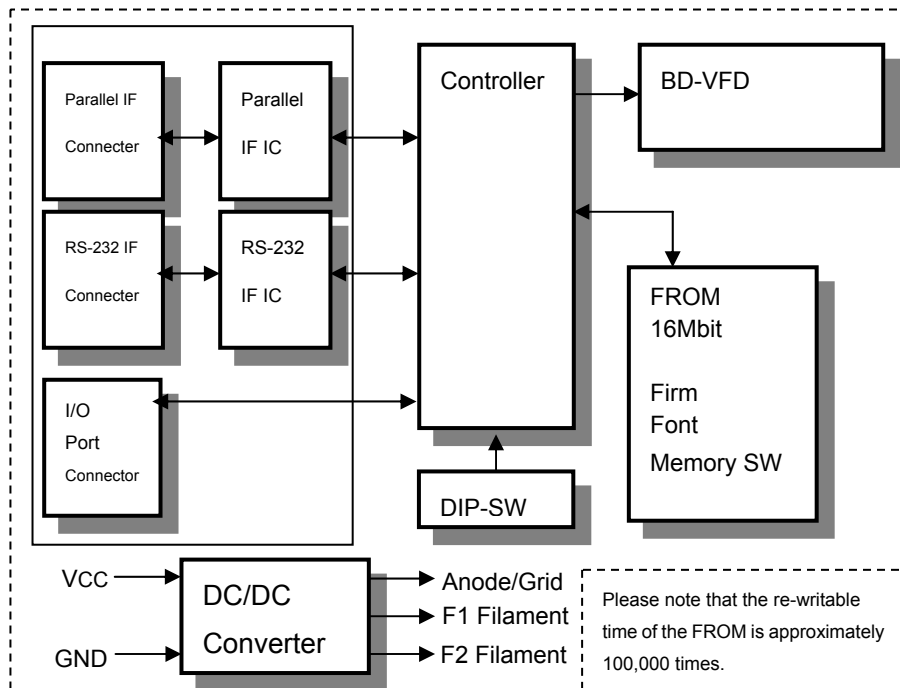 Parallel IF
Connecter
Parallel
IF IC
Controller
BD-VFD
RS-232 IF
Connecter
RS-232
IF IC
FROM
16Mbit
Firm
Font
Memory SW
I/O
Port
Connector
DIP-SW
VCC
GND
DC/DC
Converter
Anode/Grid
F1 Filament
F2 Filament
Please note that the re-writable
time of the FROM is approximately
100,000 times.